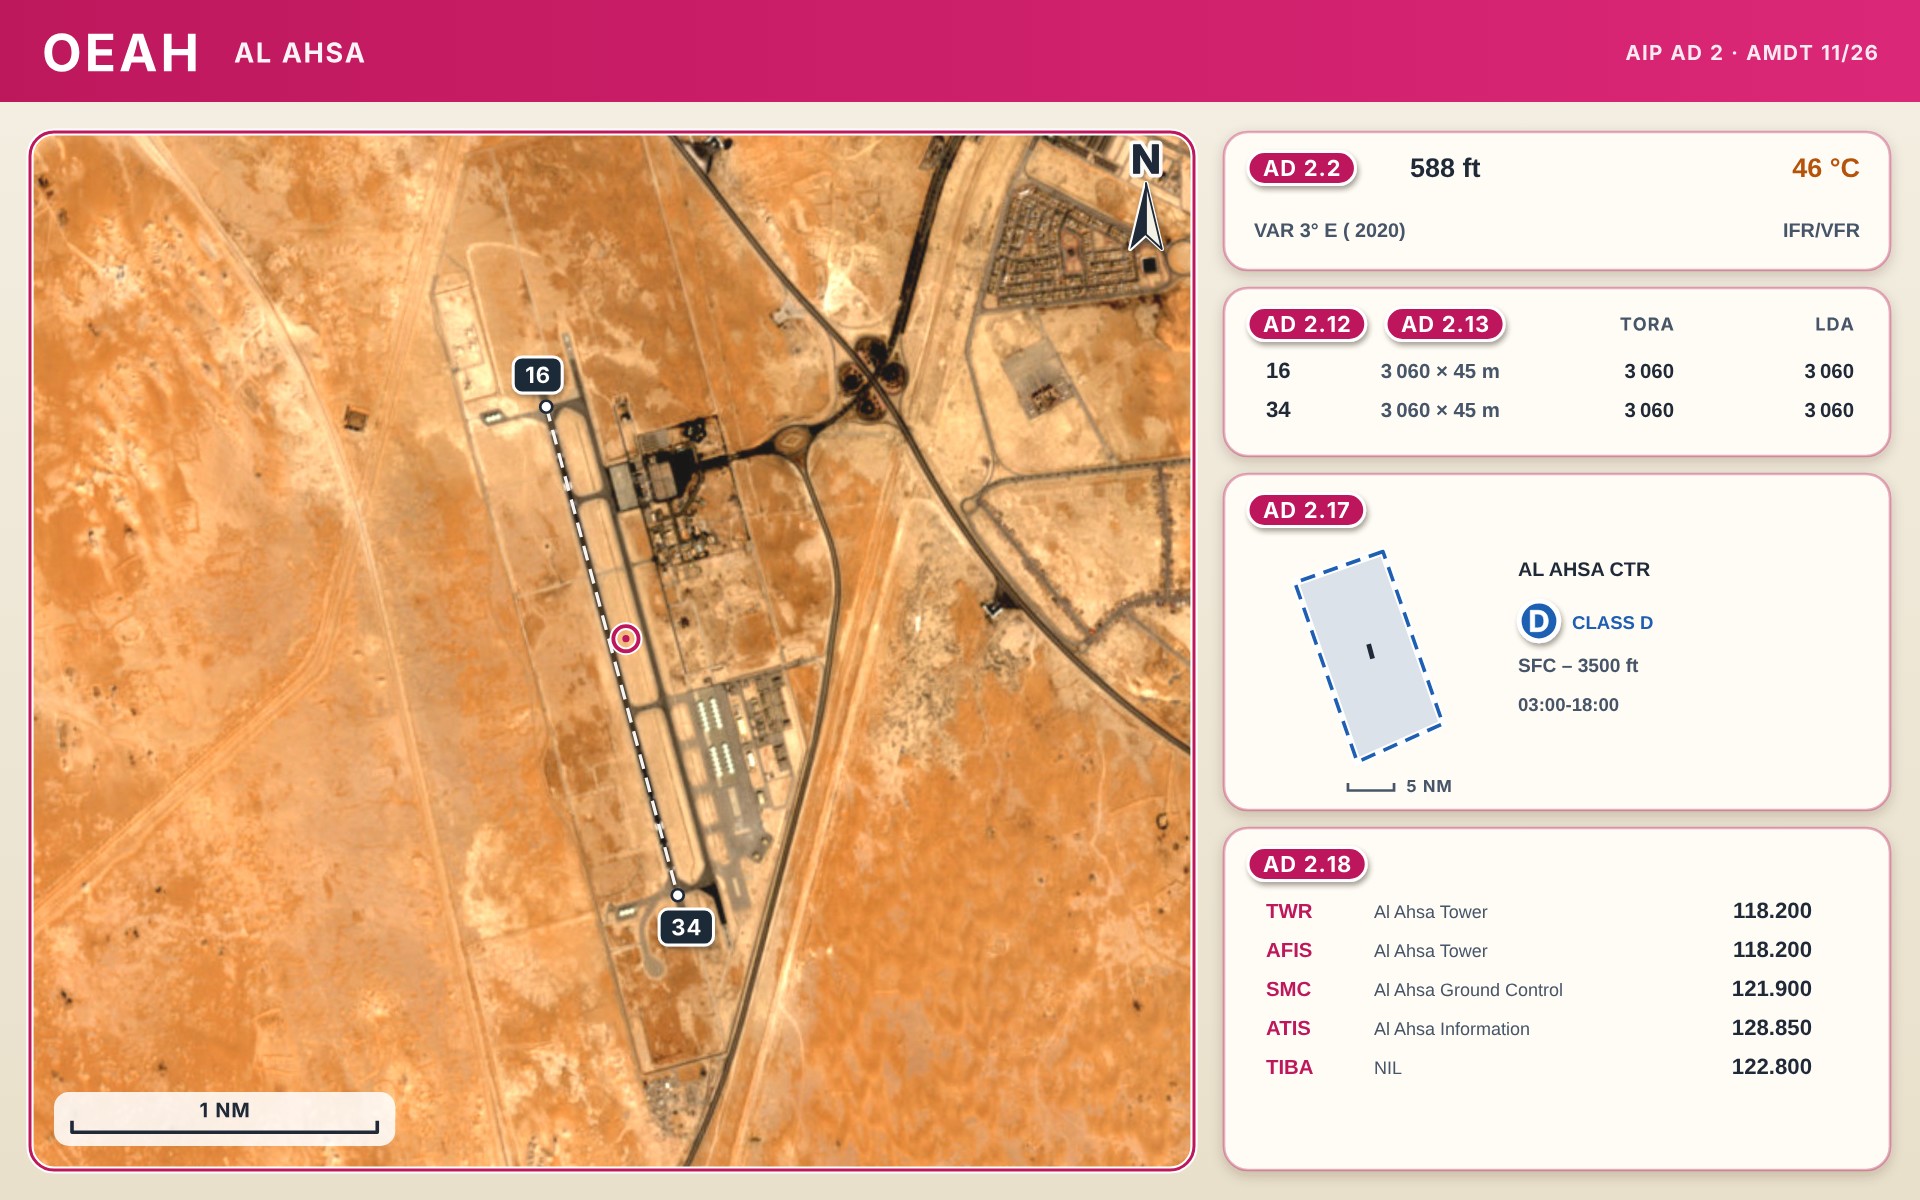 OEAH AL AHSA
AIP AD 2 · AMDT 11/26
N
16
34
1 NM
AD 2.2 588 ft 46 °C
VAR 3° E ( 2020) IFR/VFR
AD 2.12 AD 2.13 TORA LDA
16 3 060 × 45 m 3 060 3 060
34 3 060 × 45 m 3 060 3 060
AD 2.17
AL AHSA CTR
D CLASS D
SFC – 3500 ft
03:00-18:00
5 NM
AD 2.18
TWR Al Ahsa Tower 118.200
AFIS Al Ahsa Tower 118.200
SMC Al Ahsa Ground Control 121.900
ATIS Al Ahsa Information 128.850
TIBA NIL 122.800